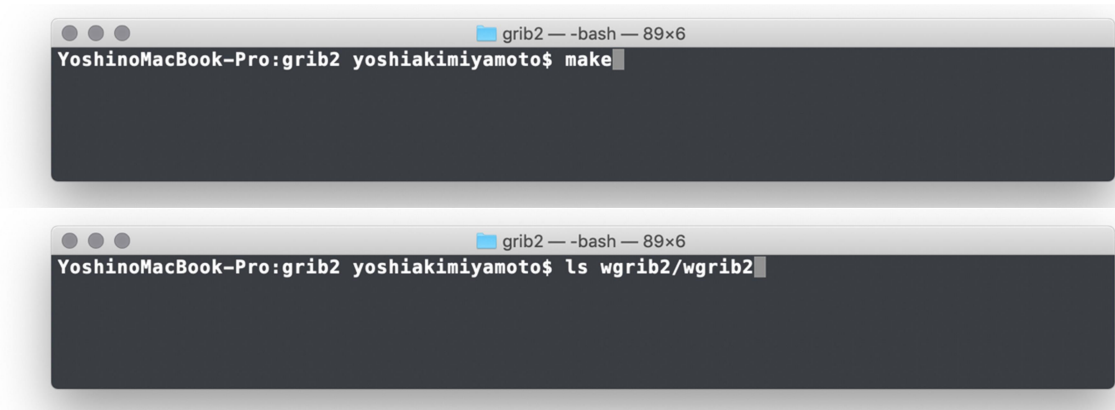 grib2 — -bash — 89×6
YoshinoMacBook-Pro:grib2 yoshiakimiyamoto$ make
grib2 — -bash — 89×6
YoshinoMacBook-Pro:grib2 yoshiakimiyamoto$ ls wgrib2/wgrib2